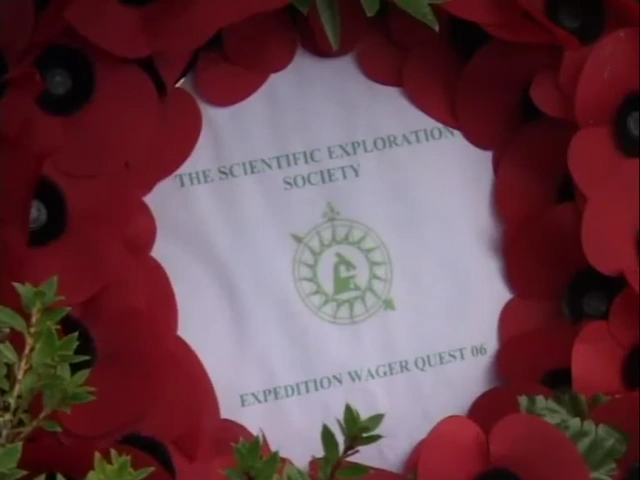 THE SCIENTIFIC EXPLORATION
SOCIETY
EXPEDITION WAGER QUEST 06